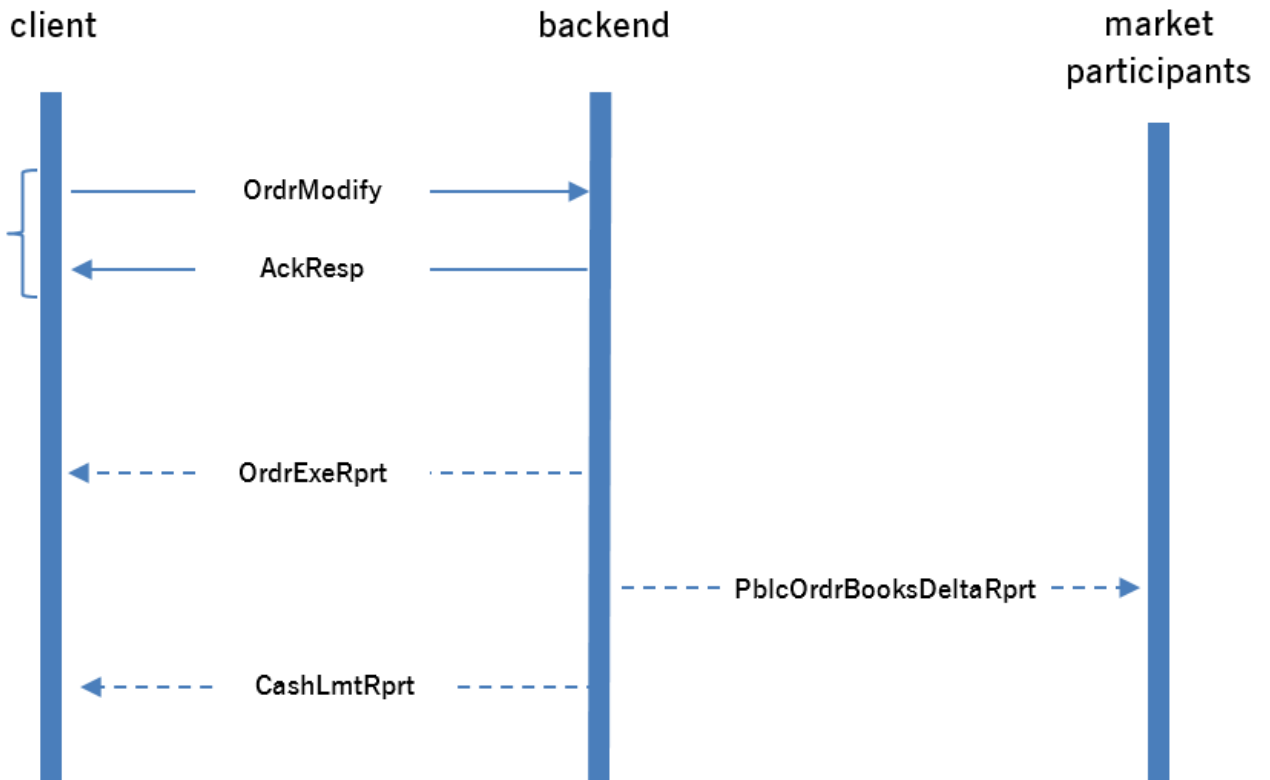 client
backend
market
participants
OrdrModify
AckResp
OrdrExeRprt
PblcOrdrBooksDeltaRprt
CashLmtRprt